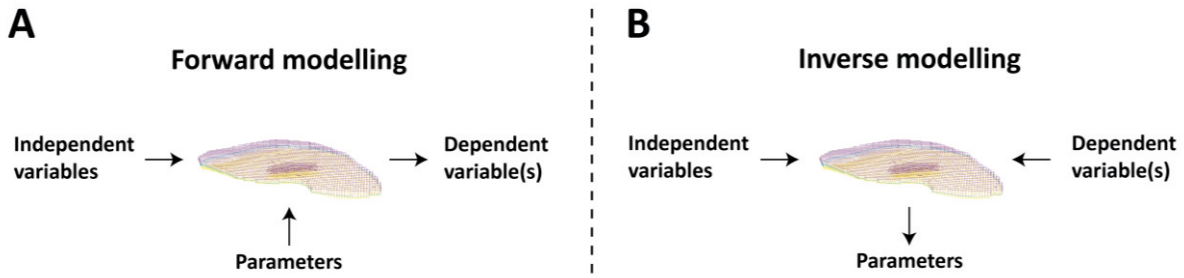 A
Forward modelling
Independent
variables
Dependent
variable(s)
Parameters
B
Inverse modelling
Independent
variables
Dependent
variable(s)
Parameters